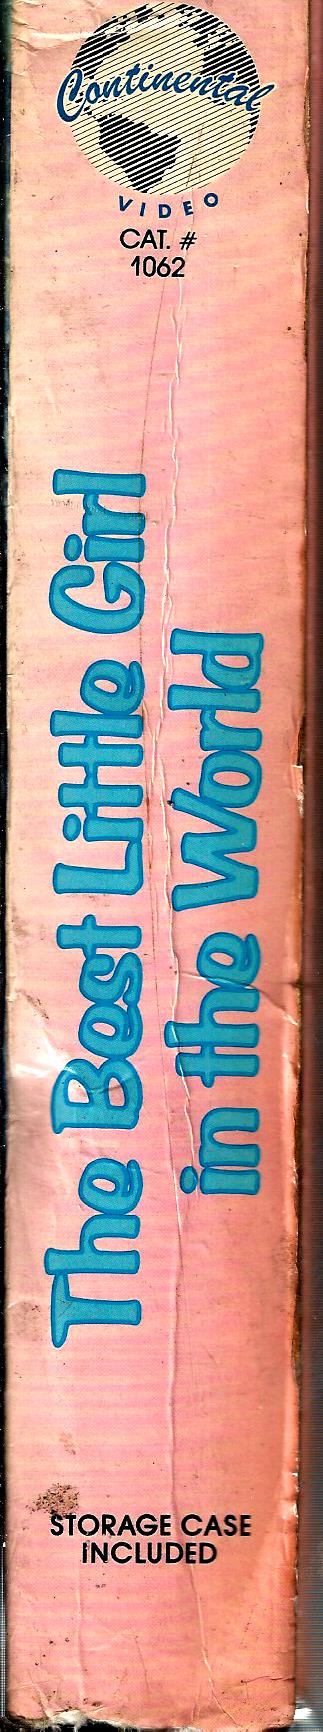 Continental
VIDEO
CAT. #
1062
The Best Little Girl
in the World
STORAGE CASE
INCLUDED